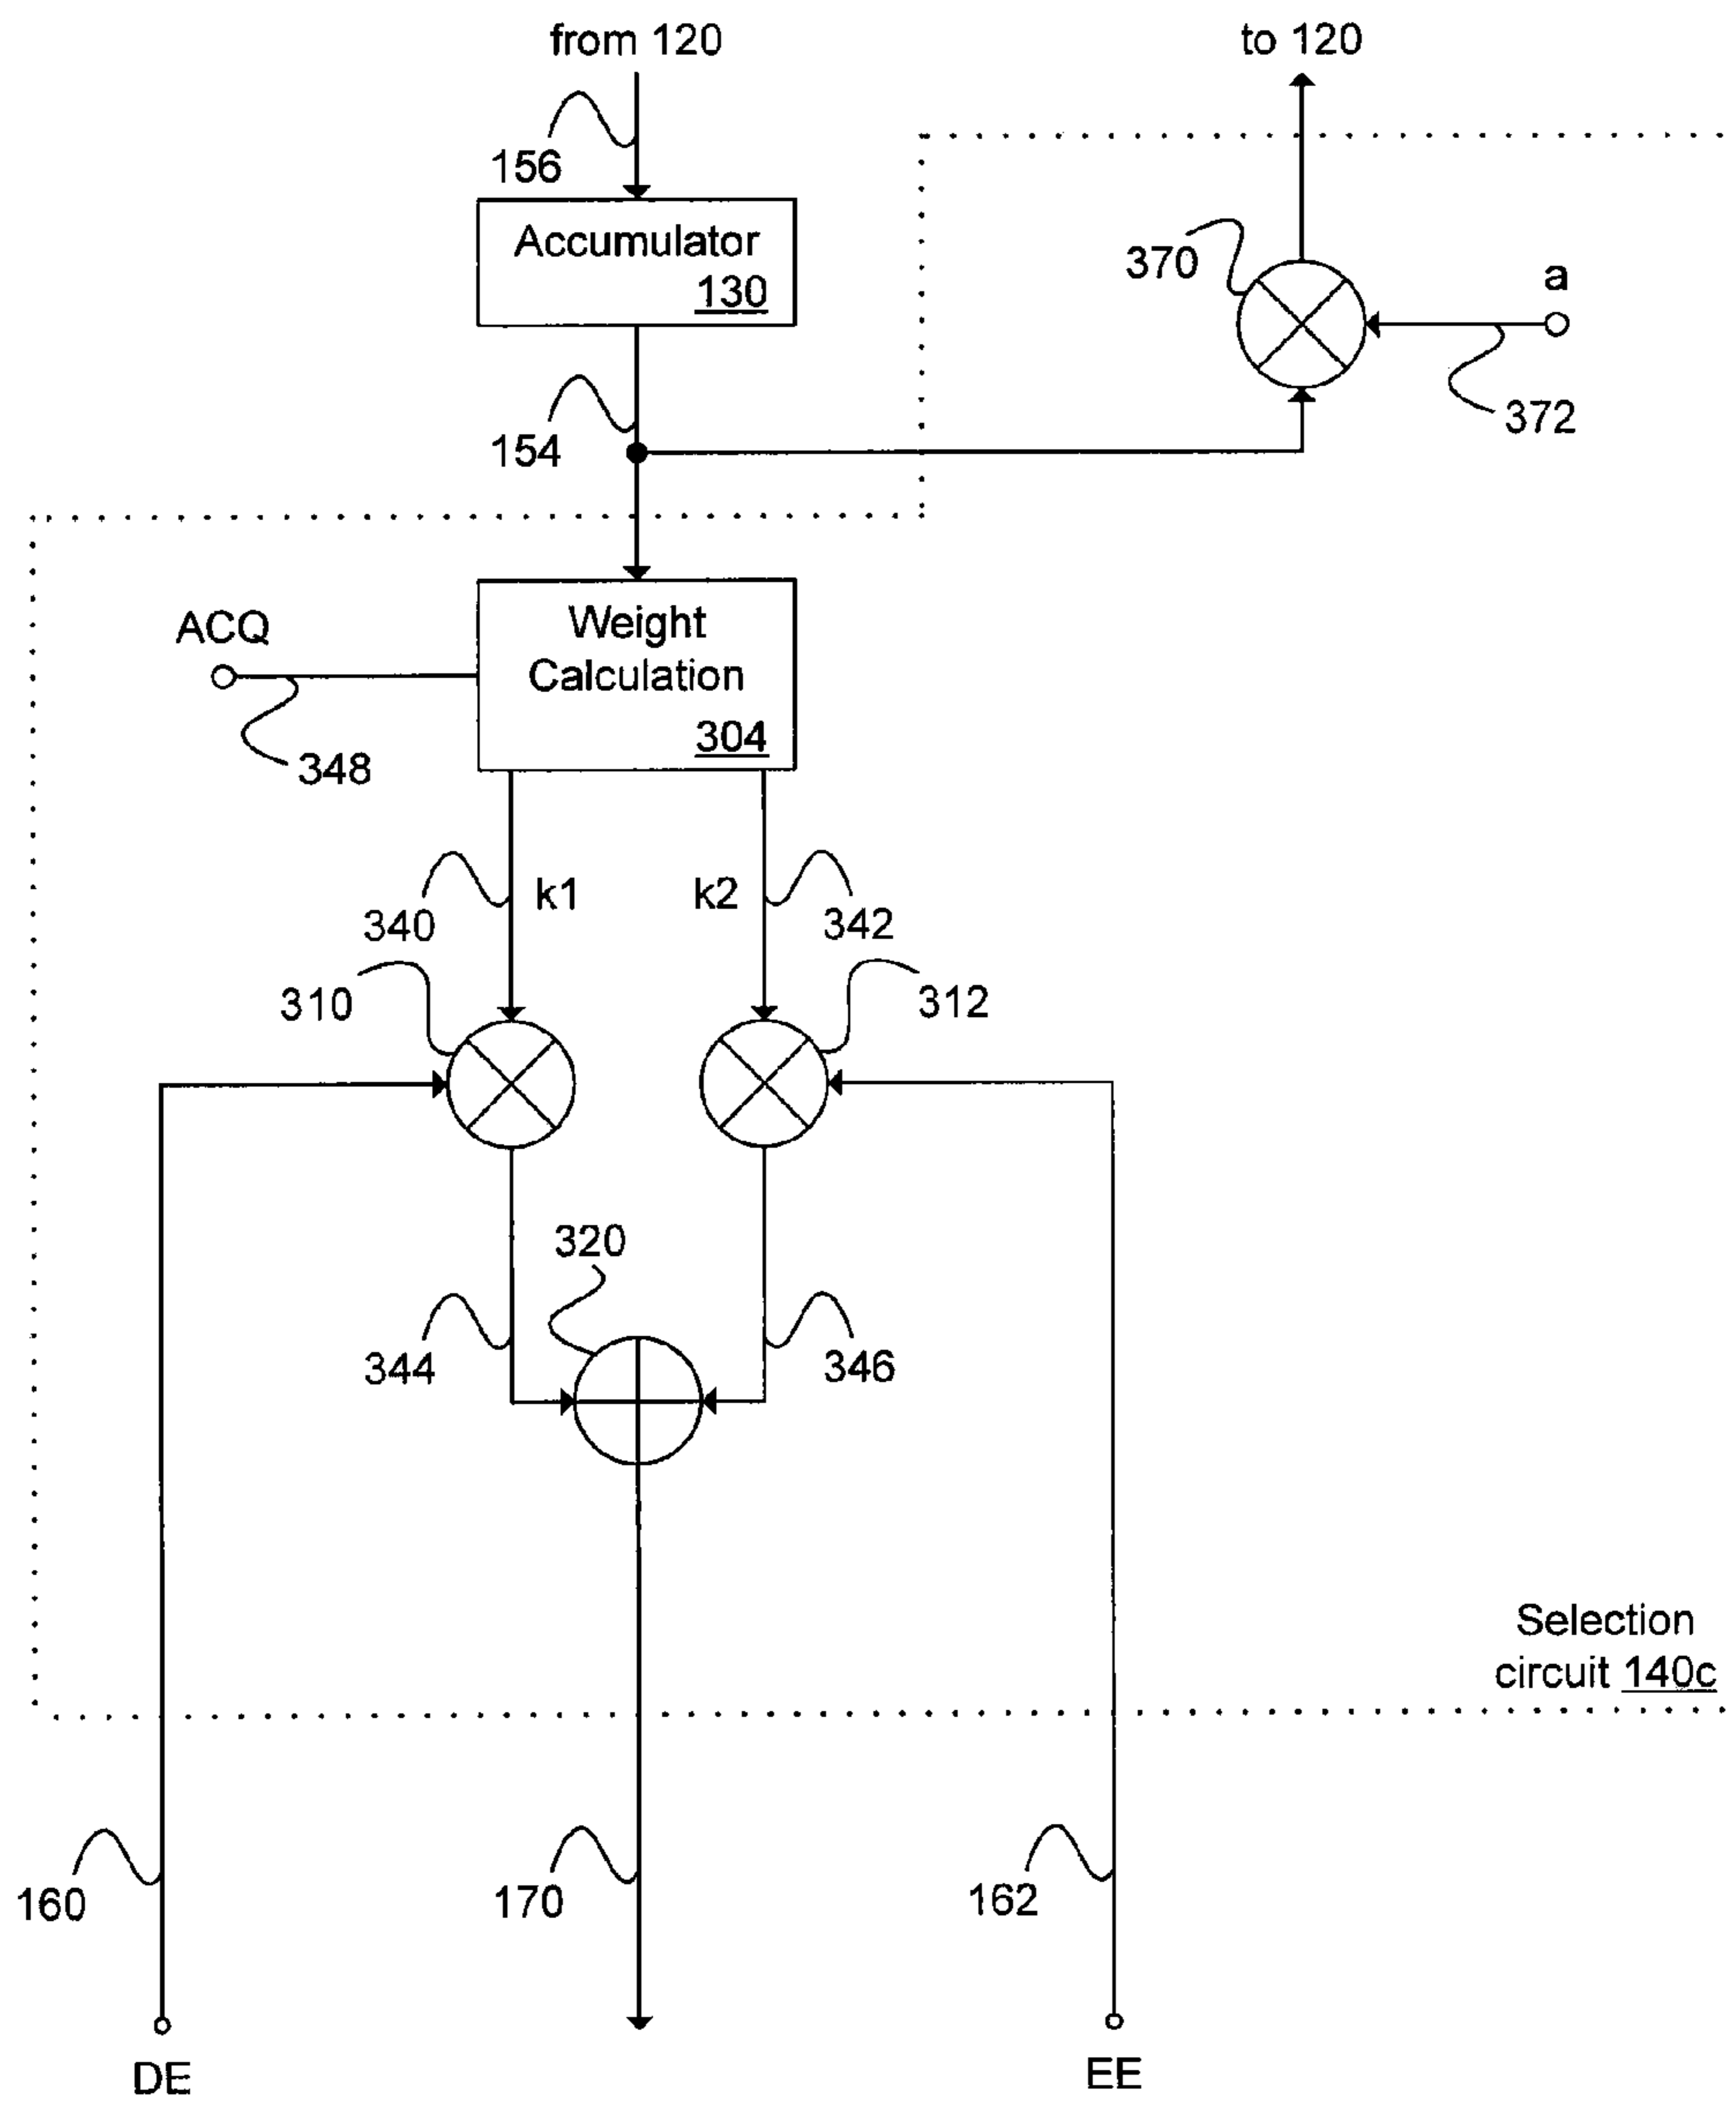 from 120
to 120
156
Accumulator
130
370
a
372
154
ACQ
Weight
Calculation
304
348
k1
k2
340
342
310
312
320
344
346
Selection
circuit 140c
160
170
162
DE
EE